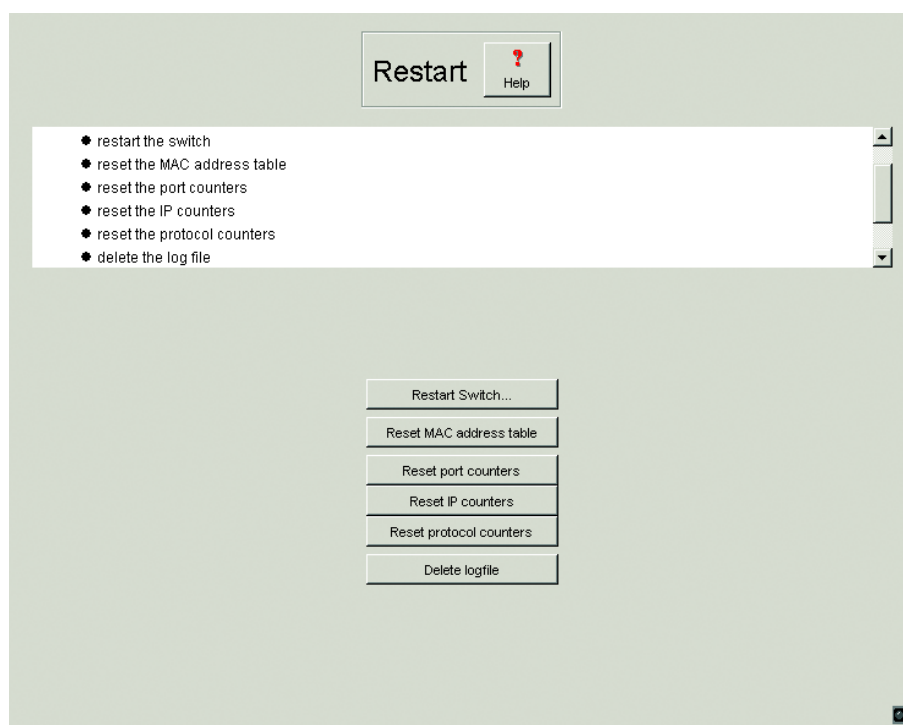 Restart
?
Help
restart the switch
reset the MAC address table
reset the port counters
reset the IP counters
reset the protocol counters
delete the log file
Restart Switch...
Reset MAC address table
Reset port counters
Reset IP counters
Reset protocol counters
Delete logfile